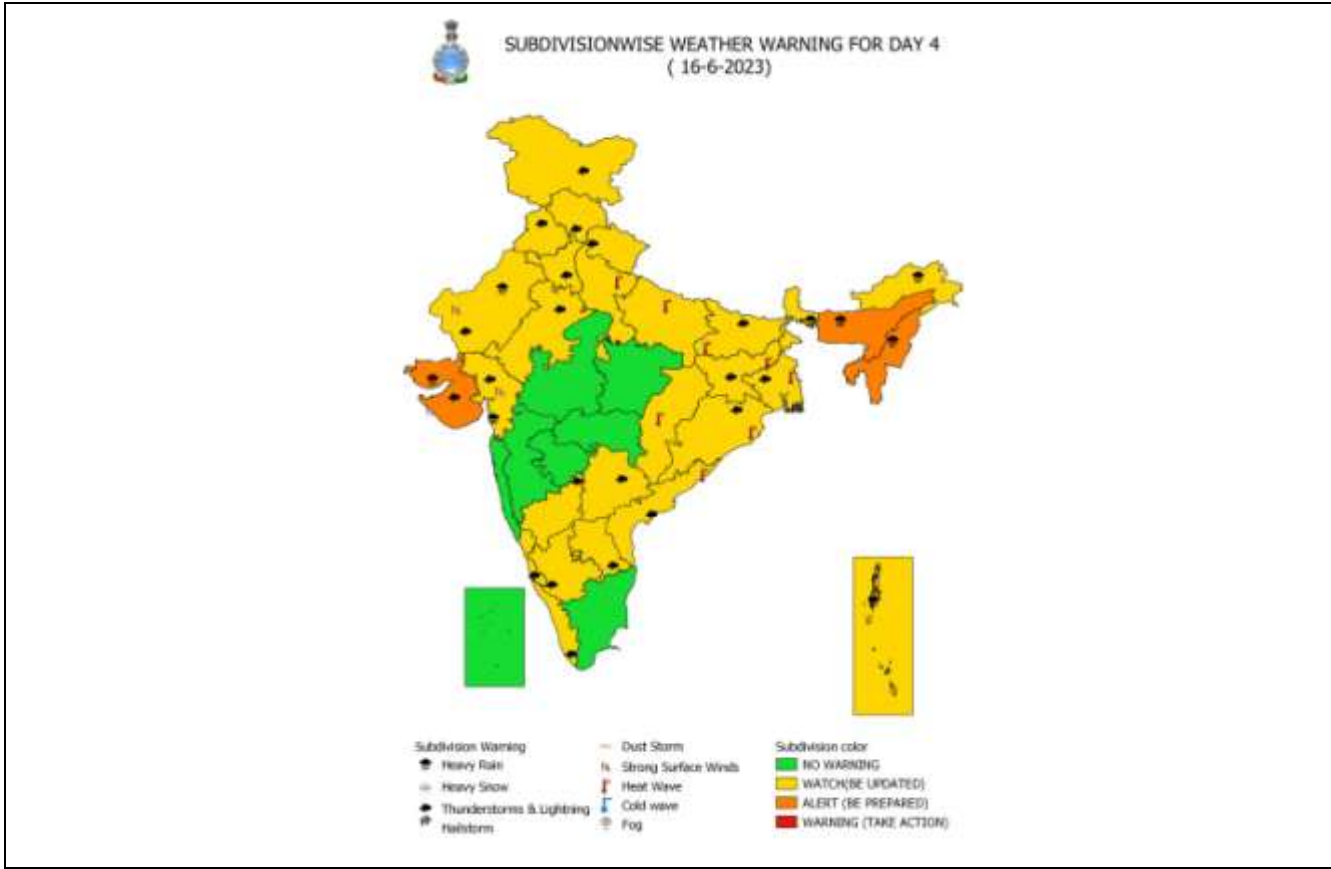 SUBDIVISIONWISE WEATHER WARNING FOR DAY 4
( 16-6-2023)
Subdivision Warning
Heavy Rain
Heavy Snow
Thunderstorms & Lightning
Hailstorm
Dust Storm
Strong Surface Winds
Heat Wave
Cold wave
Fog
Subdivision color
NO WARNING
WATCH(BE UPDATED)
ALERT (BE PREPARED)
WARNING (TAKE ACTION)